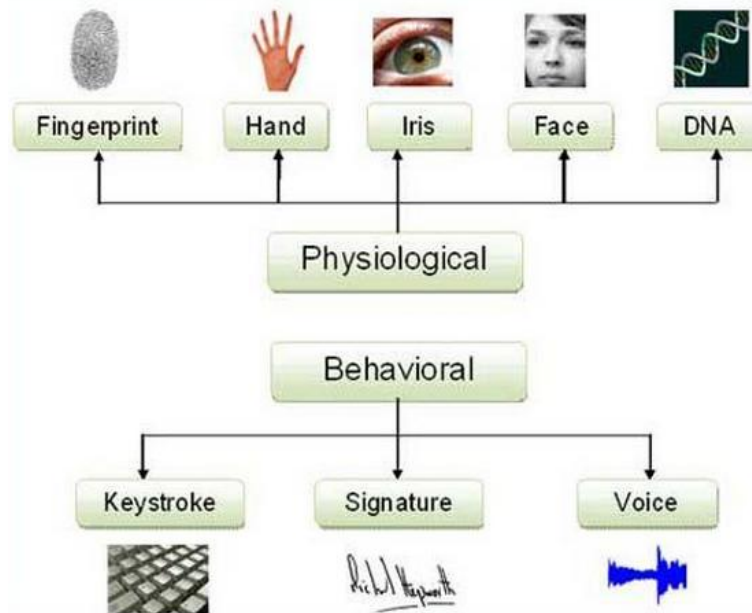 Fingerprint
Hand
Iris
Face
DNA
Physiological
Behavioral
Keystroke
Signature
Voice